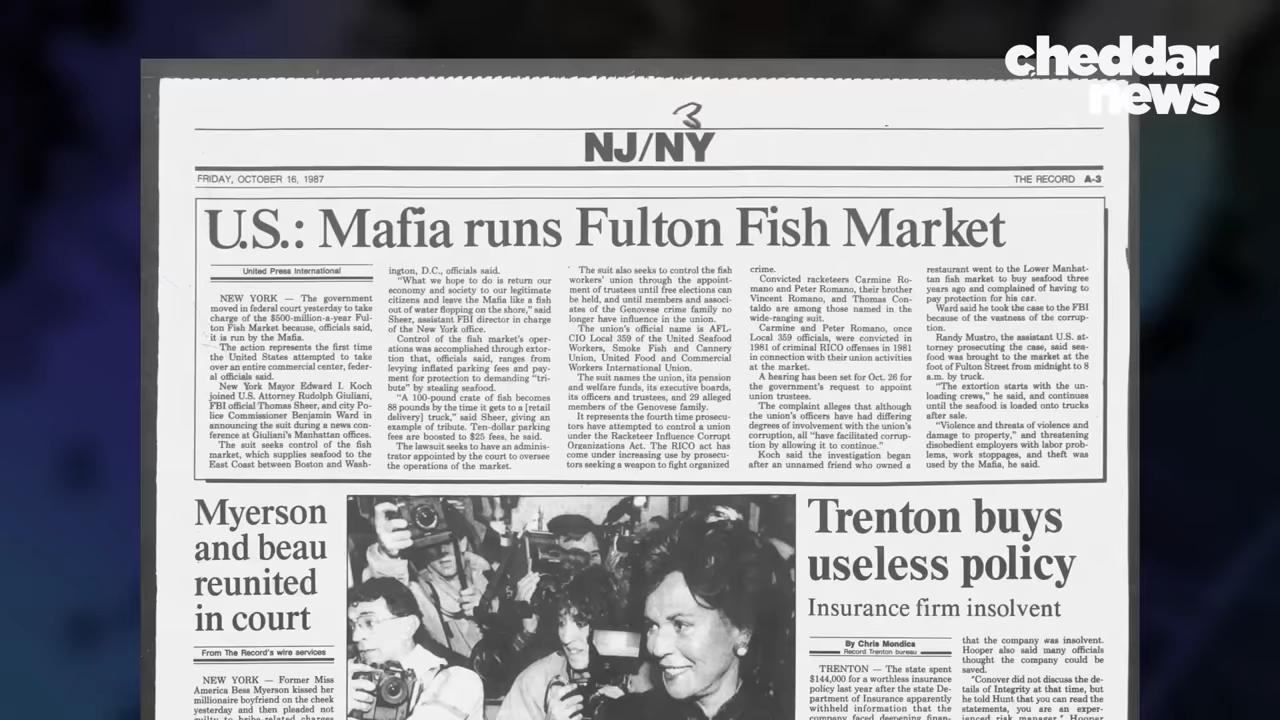 cheddar
news
3
NJ/NY
FRIDAY, OCTOBER 16, 1987
THE RECORD A-3
U.S.: Mafia runs Fulton Fish Market
United Press International
NEW YORK — The government
moved in federal court yesterday to take
charge of the $500-million-a-year Ful-
ton Fish Market because, officials said,
it is run by the Mafia.
The action represents the first time
the United States attempted to take
over an entire commercial center, feder-
al officials said.
New York Mayor Edward I. Koch
joined U.S. Attorney Rudolph Giuliani,
FBI official Thomas Sheer, and city Po-
lice Commissioner Benjamin Ward in
announcing the suit during a news con-
ference at Giuliani's Manhattan offices.
The suit seeks control of the fish
market, which supplies seafood to the
East Coast between Boston and Wash-
ington, D.C., officials said.
"What we hope to do is return our
economy and society to our legitimate
citizens and leave the Mafia like a fish
out of water flopping on the shore," said
Sheer, assistant FBI director in charge
of the New York office.
Control of the fish market's oper-
ations was accomplished through extor-
tion that, officials said, ranges from
levying inflated parking fees and pay-
ment for protection to demanding "tri-
bute" by stealing seafood.
"A 100-pound crate of fish becomes
88 pounds by the time it gets to a [retail
delivery] truck," said Sheer, giving an
example of tribute. Ten-dollar parking
fees are boosted to $25 fees, he said.
The lawsuit seeks to have an adminis-
trator appointed by the court to oversee
the operations of the market.
The suit also seeks to control the fish
workers' union through the appoint-
ment of trustees until free elections can
be held, and until members and associ-
ates of the Genovese crime family no
longer have influence in the union.
The union's official name is AFL-
CIO Local 359 of the United Seafood
Workers, Smoke Fish and Cannery
Union, United Food and Commercial
Workers International Union.
The suit names the union, its pension
and welfare funds, its executive boards,
its officers and trustees, and 29 alleged
members of the Genovese family.
It represents the fourth time prosecu-
tors have attempted to control a union
under the Racketeer Influence Corrupt
Organizations Act. The RICO act has
come under increasing use by prosecu-
tors seeking a weapon to fight organized
crime.
Convicted racketeers Carmine Ro-
mano and Peter Romano, their brother
Vincent Romano, and Thomas Con-
taldo are among those named in the
wide-ranging suit.
Carmine and Peter Romano, once
Local 359 officials, were convicted in
1981 of criminal RICO offenses in 1981
in connection with their union activities
at the market.
A hearing has been set for Oct. 26 for
the government's request to appoint
union trustees.
The complaint alleges that although
the union's officers have had differing
degrees of involvement with the union's
corruption, all "have facilitated corrup-
tion by allowing it to continue."
Koch said the investigation began
after an unnamed friend who owned a
restaurant went to the Lower Manhat-
tan fish market to buy seafood three
years ago and complained of having to
pay protection for his car.
Ward said he took the case to the FBI
because of the vastness of the corrup-
tion.
Randy Mustro, the assistant U.S. at-
torney prosecuting the case, said sea-
food was brought to the market at the
foot of Fulton Street from midnight to 8
a.m. by truck.
"The extortion starts with the un-
loading crews," he said, and continues
until the seafood is loaded onto trucks
after sale.
"Violence and threats of violence and
damage to property," and threatening
disobedient employers with labor prob-
lems, work stoppages, and theft was
used by the Mafia, he said.
Myerson
and beau
reunited
in court
From The Record's wire services
NEW YORK — Former Miss
America Bess Myerson kissed her
millionaire boyfriend on the cheek
yesterday and then pleaded not
guilty to bribe-related charges
Trenton buys
useless policy
Insurance firm insolvent
By Chris Mondics
Record Trenton bureau
TRENTON — The state spent
$144,000 for a worthless insurance
policy last year after the state De-
partment of Insurance apparently
withheld information that the
company faced deepening finan-
that the company was insolvent.
Hooper also said many officials
thought the company could be
saved.
"Conover did not discuss the de-
tails of Integrity at that time, but
he told Hunt that you can read the
statements, you are an exper-
ienced risk manager," Hooper